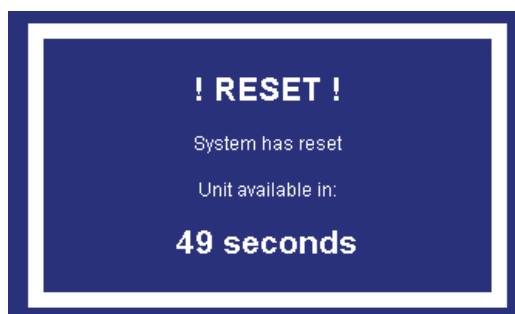 ! RESET !
System has reset
Unit available in:
49 seconds